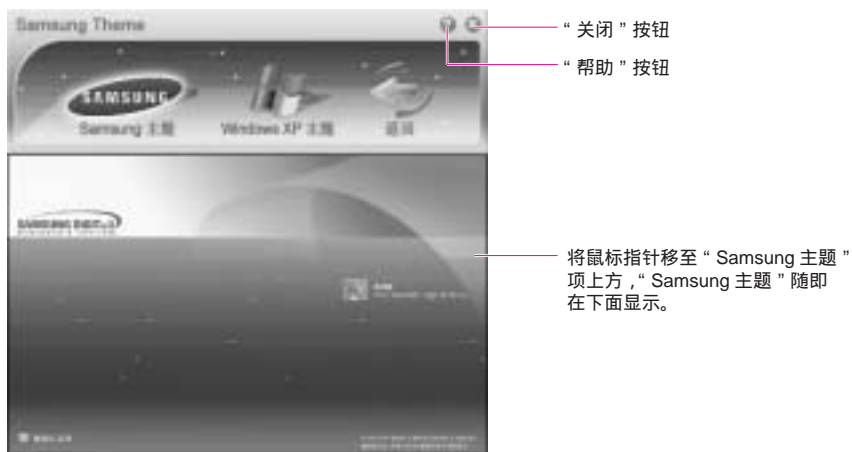 Samsung Theme
“ 关闭 ” 按钮
“ 帮助 ” 按钮
SAMSUNG
Samsung 主题
Windows XP 主题
返回
SAMSUNG DIGITall
将鼠标指针移至 “ Samsung 主题 ”
项上方 ,“ Samsung 主题 ” 随即
在下面显示。